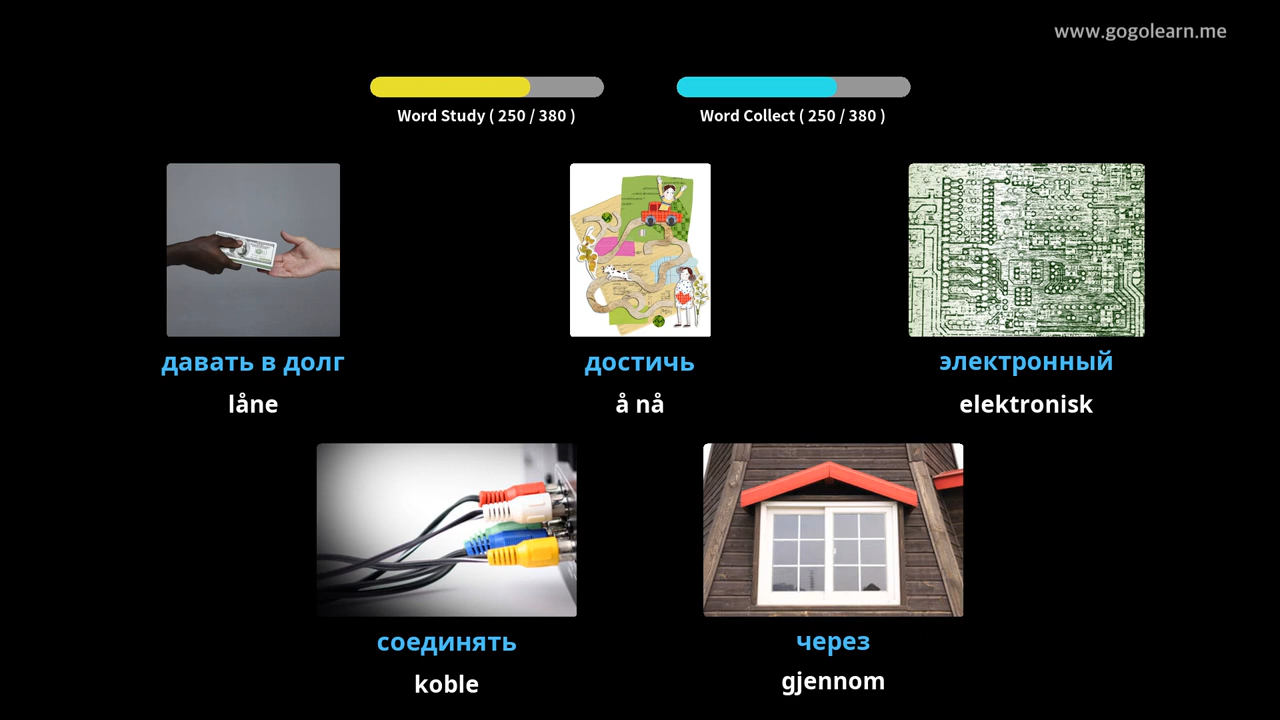 www.gogolearn.me
Word Study ( 250 / 380 )
Word Collect ( 250 / 380 )
давать в долг
låne
достичь
å nå
электронный
elektronisk
соединять
koble
через
gjennom